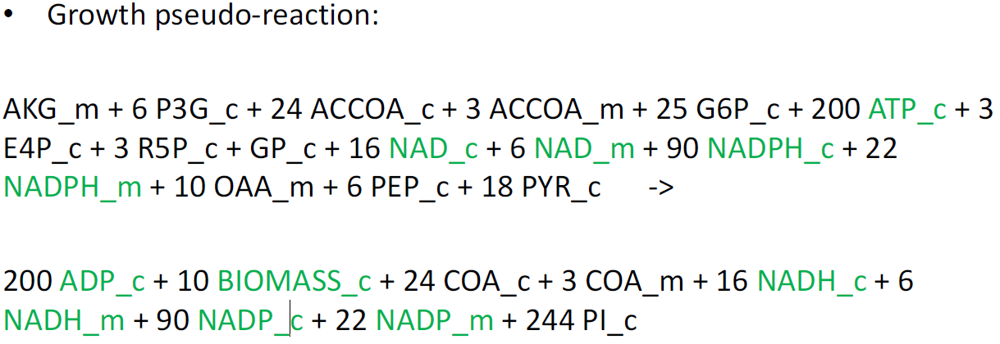 • Growth pseudo-reaction:
AKG_m + 6 P3G_c + 24 ACCOA_c + 3 ACCOA_m + 25 G6P_c + 200 ATP_c + 3
E4P_c + 3 R5P_c + GP_c + 16 NAD_c + 6 NAD_m + 90 NADPH_c + 22
NADPH_m + 10 OAA_m + 6 PEP_c + 18 PYR_c ->
200 ADP_c + 10 BIOMASS_c + 24 COA_c + 3 COA_m + 16 NADH_c + 6
NADH_m + 90 NADP_c + 22 NADP_m + 244 PI_c